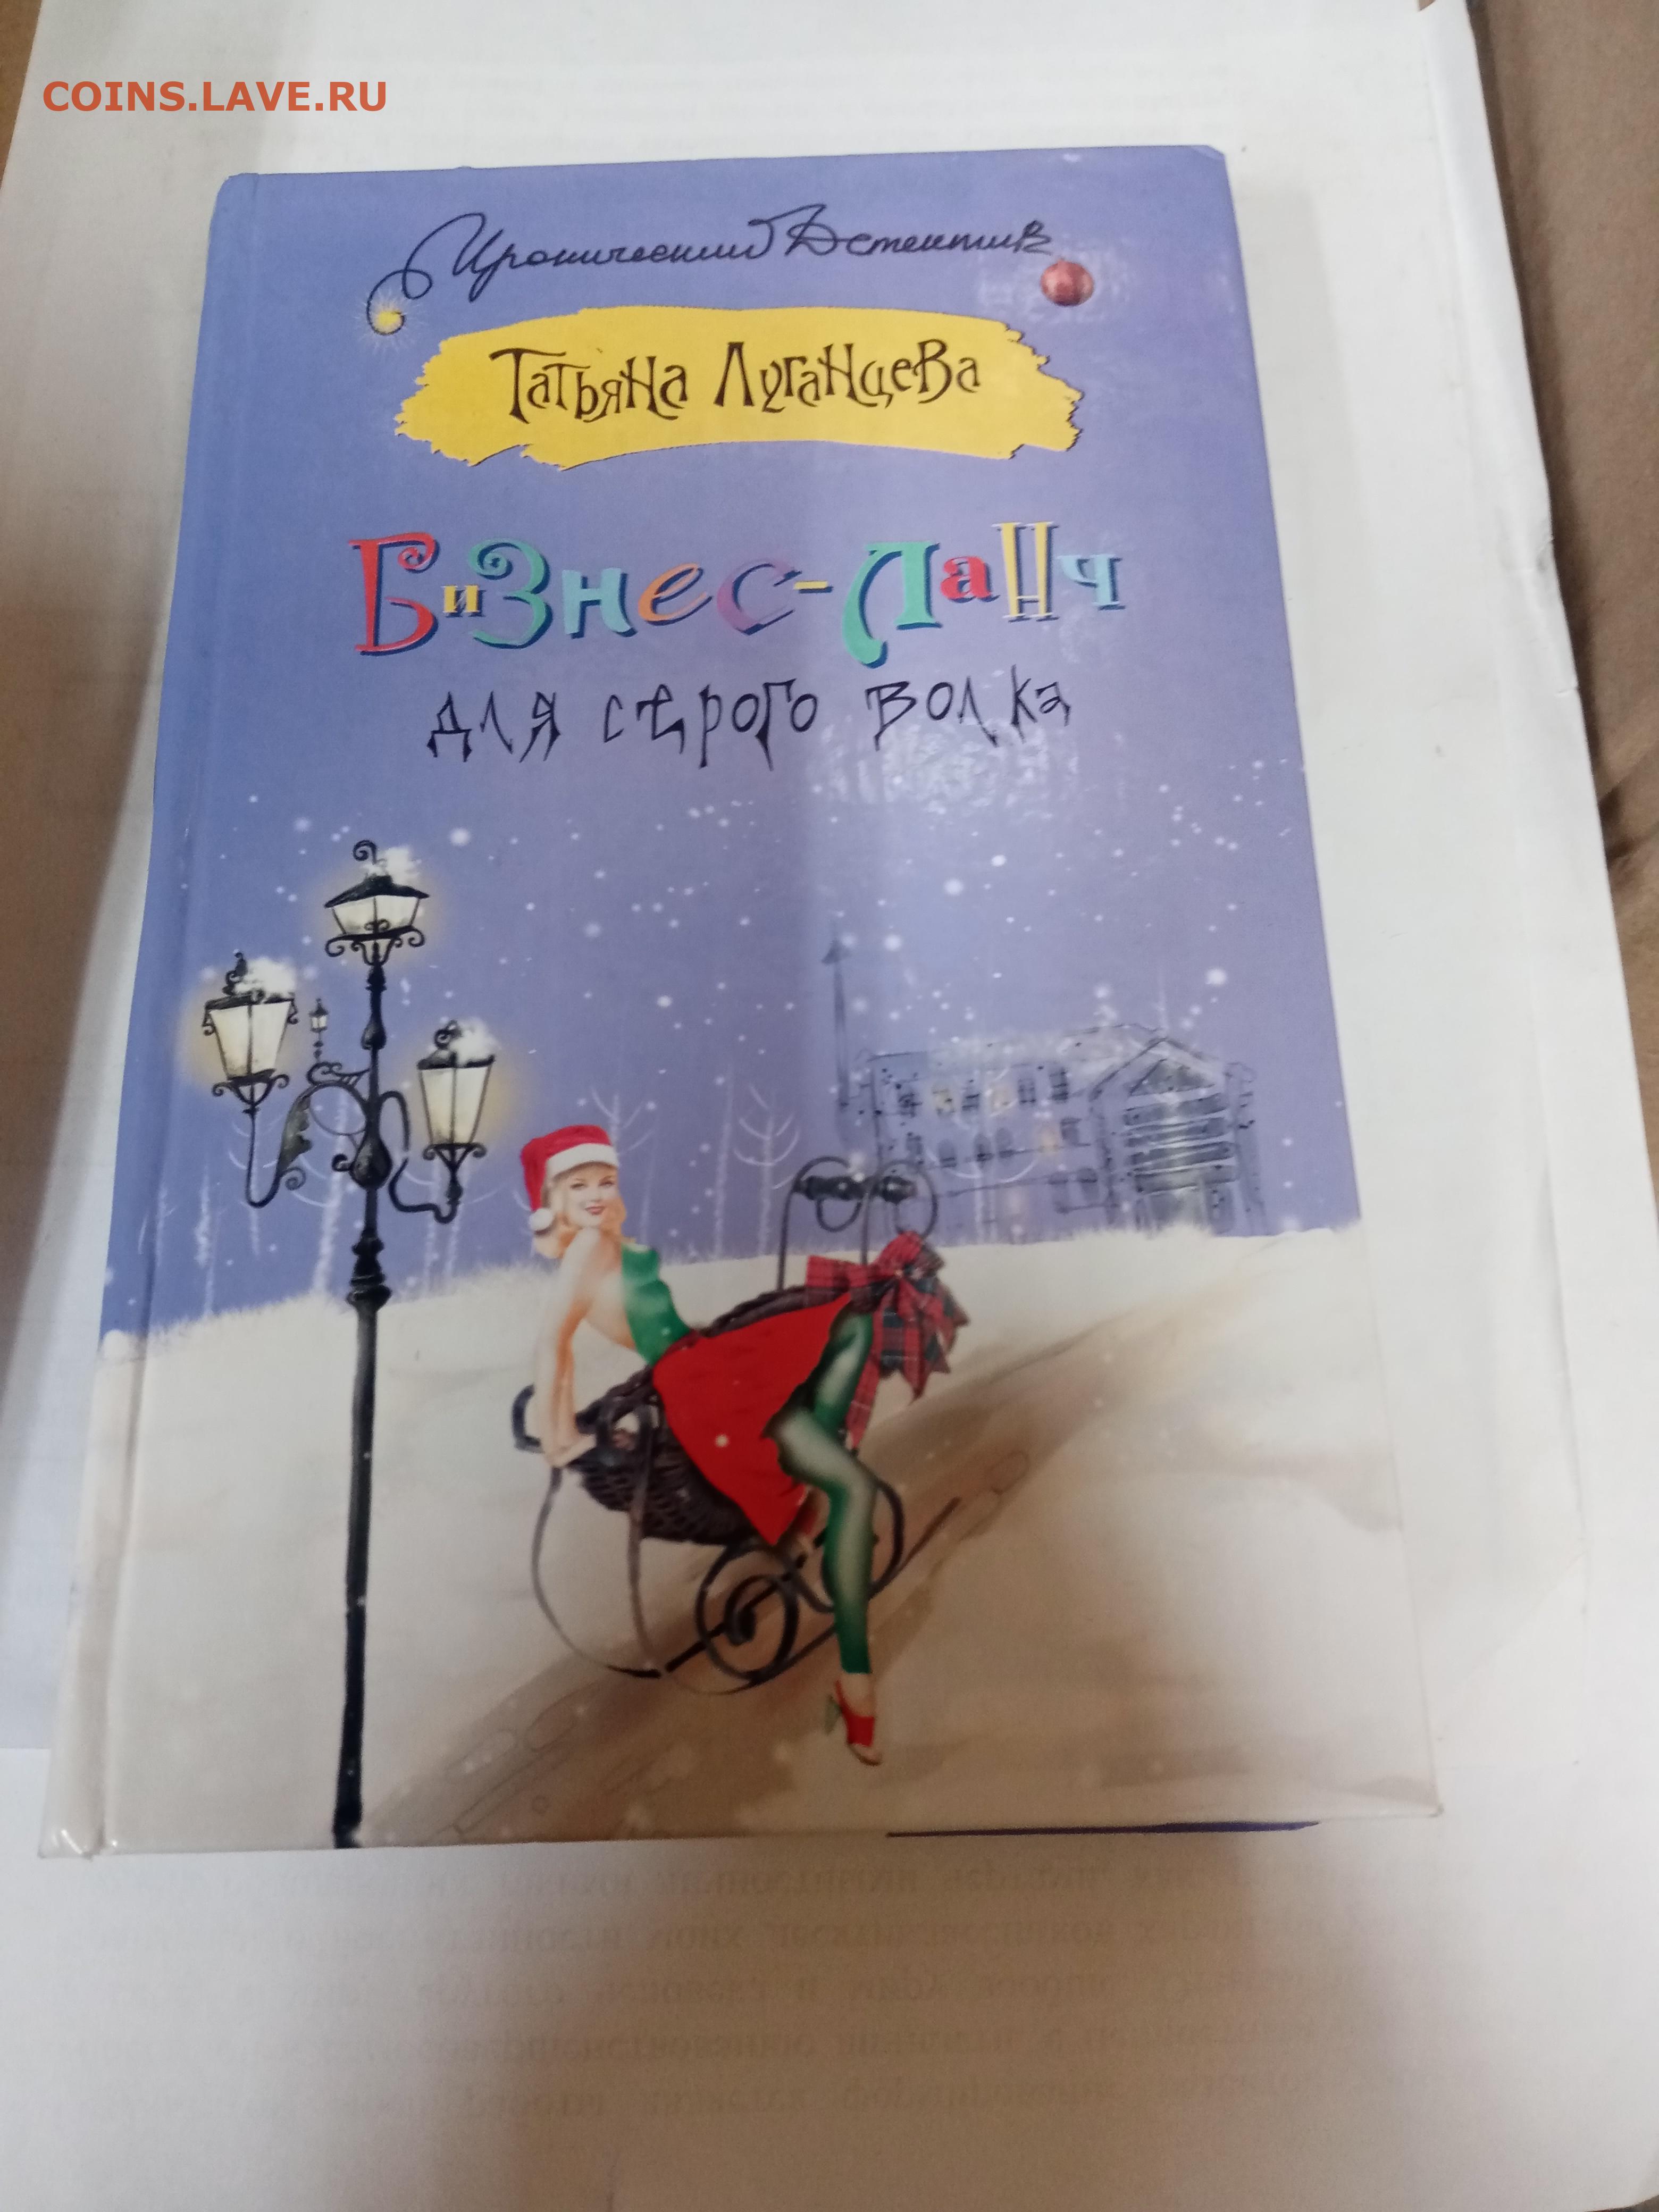 COINS.LAVE.RU
Иронический Детектив
Татьяна Луганцева
Бизнес-ланч
для серого волка